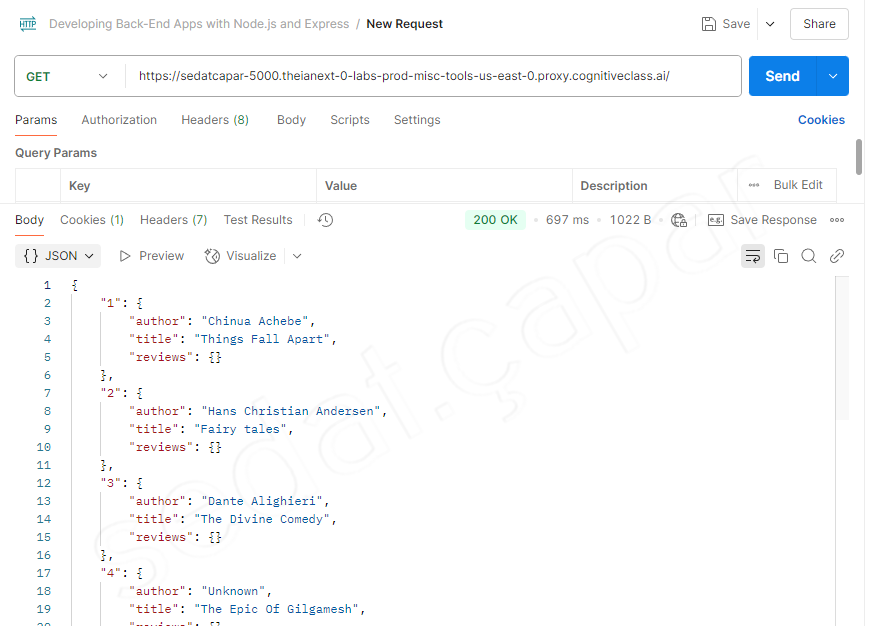 HTTP Developing Back-End Apps with Node.js and Express / New Request Save Share
GET https://sedatcapar-5000.theianext-0-labs-prod-misc-tools-us-east-0.proxy.cognitiveclass.ai/ Send
Params Authorization Headers (8) Body Scripts Settings Cookies
Query Params
Key Value Description Bulk Edit
Body Cookies (1) Headers (7) Test Results 200 OK 697 ms 1022 B e.g. Save Response
{} JSON Preview Visualize
1 {
2 "1": {
3 "author": "Chinua Achebe",
4 "title": "Things Fall Apart",
5 "reviews": {}
6 },
7 "2": {
8 "author": "Hans Christian Andersen",
9 "title": "Fairy tales",
10 "reviews": {}
11 },
12 "3": {
13 "author": "Dante Alighieri",
14 "title": "The Divine Comedy",
15 "reviews": {}
16 },
17 "4": {
18 "author": "Unknown",
19 "title": "The Epic Of Gilgamesh",
20 "reviews": {}
sedat.çapar